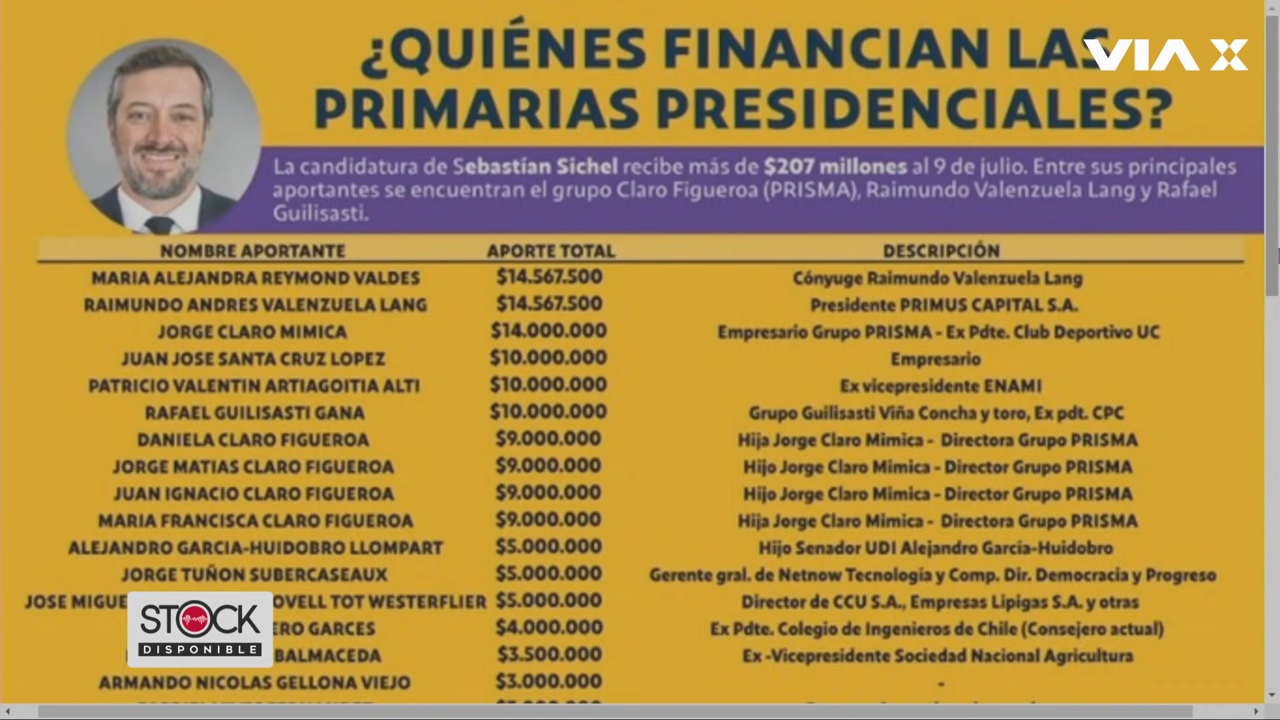 ¿QUIÉNES FINANCIAN LAS
VIA X
PRIMARIAS PRESIDENCIALES?
La candidatura de Sebastían Sichel recibe más de $207 millones al 9 de julio. Entre sus principales
aportantes se encuentran el grupo Claro Figueroa (PRISMA), Raimundo Valenzuela Lang y Rafael
Guilisasti.
NOMBRE APORTANTE APORTE TOTAL DESCRIPCIÓN
MARIA ALEJANDRA REYMOND VALDES $14.567.500 Cónyuge Raimundo Valenzuela Lang
RAIMUNDO ANDRES VALENZUELA LANG $14.567.500 Presidente PRIMUS CAPITAL S.A.
JORGE CLARO MIMICA $14.000.000 Empresario Grupo PRISMA - Ex Pdte. Club Deportivo UC
JUAN JOSE SANTA CRUZ LOPEZ $10.000.000 Empresario
PATRICIO VALENTIN ARTIAGOITIA ALTI $10.000.000 Ex vicepresidente ENAMI
RAFAEL GUILISASTI GANA $10.000.000 Grupo Guilisasti Viña Concha y toro, Ex pdt. CPC
DANIELA CLARO FIGUEROA $9.000.000 Hija Jorge Claro Mimica - Directora Grupo PRISMA
JORGE MATIAS CLARO FIGUEROA $9.000.000 Hijo Jorge Claro Mimica - Director Grupo PRISMA
JUAN IGNACIO CLARO FIGUEROA $9.000.000 Hijo Jorge Claro Mimica - Director Grupo PRISMA
MARIA FRANCISCA CLARO FIGUEROA $9.000.000 Hija Jorge Claro Mimica - Directora Grupo PRISMA
ALEJANDRO GARCIA-HUIDOBRO LLOMPART $5.000.000 Hijo Senador UDI Alejandro García-Huidobro
JORGE TUÑON SUBERCASEAUX $5.000.000 Gerente gral. de Netnow Tecnología y Comp. Dir. Democracia y Progreso
JOSE MIGUE OVELL TOT WESTERFLIER $5.000.000 Director de CCU S.A., Empresas Lipigas S.A. y otras
ERO GARCES $4.000.000 Ex Pdte. Colegio de Ingenieros de Chile (Consejero actual)
BALMACEDA $3.500.000 Ex -Vicepresidente Sociedad Nacional Agricultura
ARMANDO NICOLAS GELLONA VIEJO $3.000.000 -
STOCK
DISPONIBLE